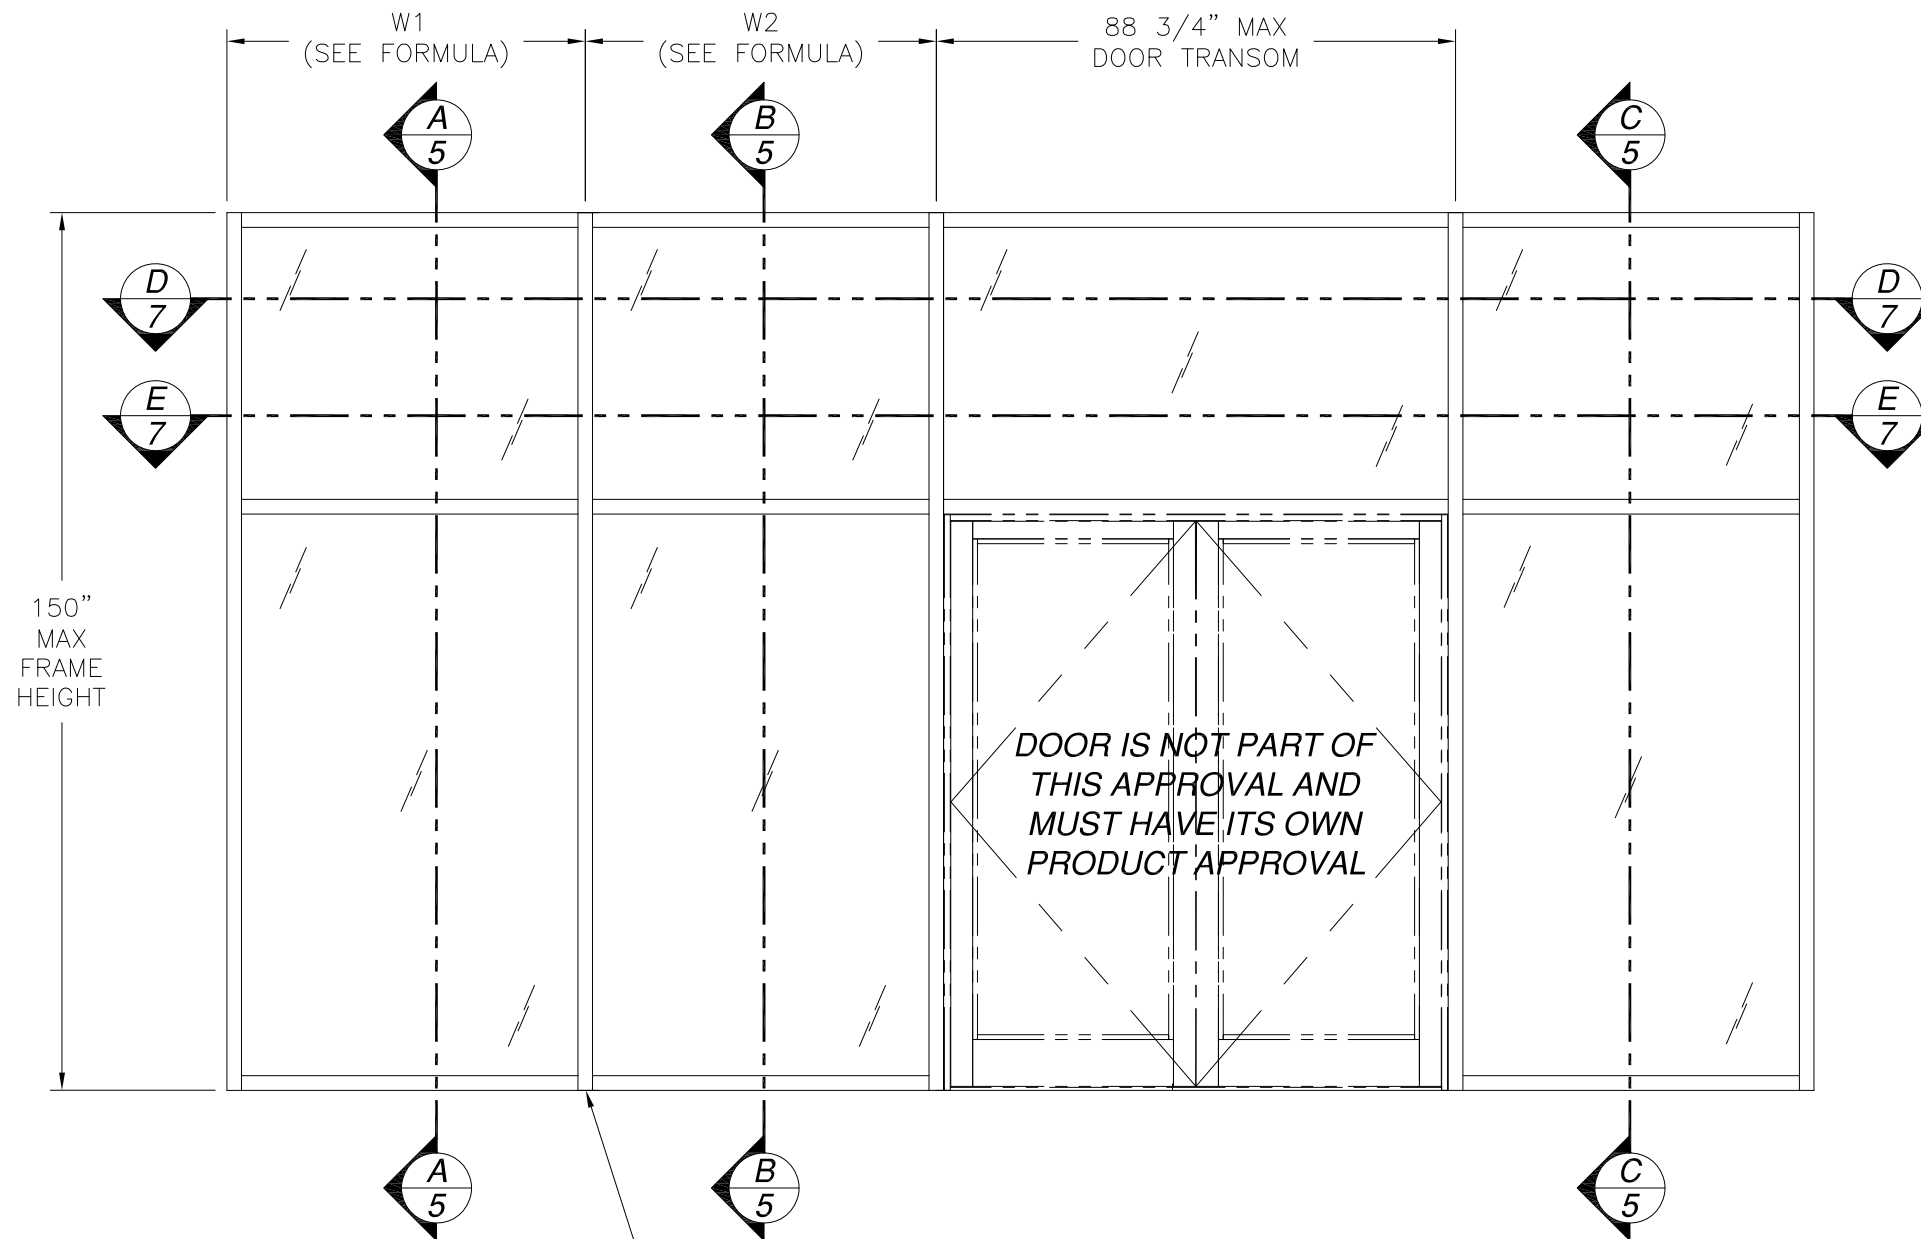 W1
(SEE FORMULA)
W2
(SEE FORMULA)
88 3/4" MAX
DOOR TRANSOM
A
5
B
5
C
5
D
7
D
7
E
7
E
7
150"
MAX
FRAME
HEIGHT
DOOR IS NOT PART OF
THIS APPROVAL AND
MUST HAVE ITS OWN
PRODUCT APPROVAL
A
5
B
5
C
5